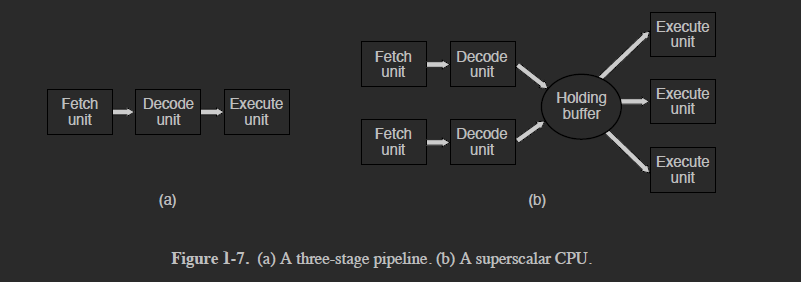 Fetch
unit
Decode
unit
Execute
unit
(a)
Fetch
unit
Decode
unit
Fetch
unit
Decode
unit
Holding
buffer
Execute
unit
Execute
unit
Execute
unit
(b)
Figure 1-7. (a) A three-stage pipeline. (b) A superscalar CPU.